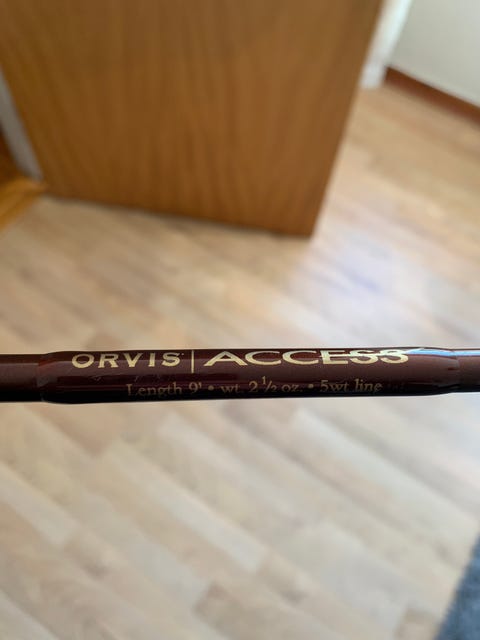 ORVIS | ACCESS
Length 9' • wt. 2 ½ oz. • 5wt line